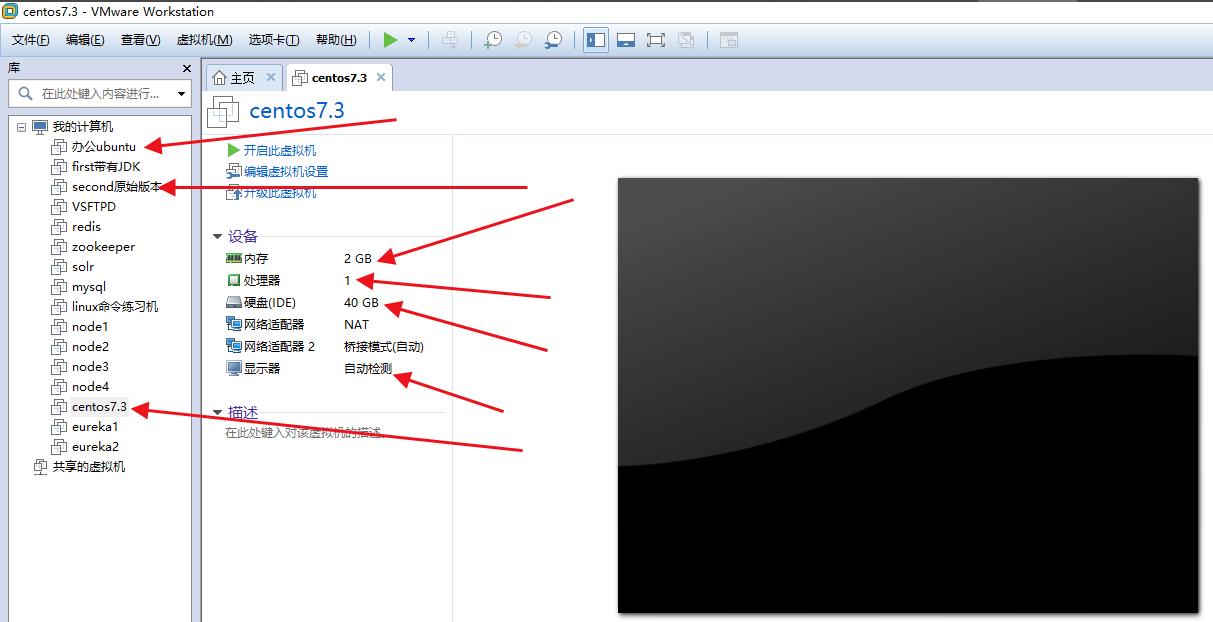 centos7.3 - VMware Workstation
文件(F) 编辑(E) 查看(V) 虚拟机(M) 选项卡(T) 帮助(H)
库
在此处键入内容进行...
我的计算机
办公ubuntu
first带有JDK
second原始版本
VSFTPD
redis
zookeeper
solr
mysql
linux命令练习机
node1
node2
node3
node4
centos7.3
eureka1
eureka2
共享的虚拟机
主页
centos7.3
centos7.3
开启此虚拟机
编辑虚拟机设置
升级此虚拟机
设备
内存 2 GB
处理器 1
硬盘(IDE) 40 GB
网络适配器 NAT
网络适配器 2 桥接模式(自动)
显示器 自动检测
描述
在此处键入对该虚拟机的描述。